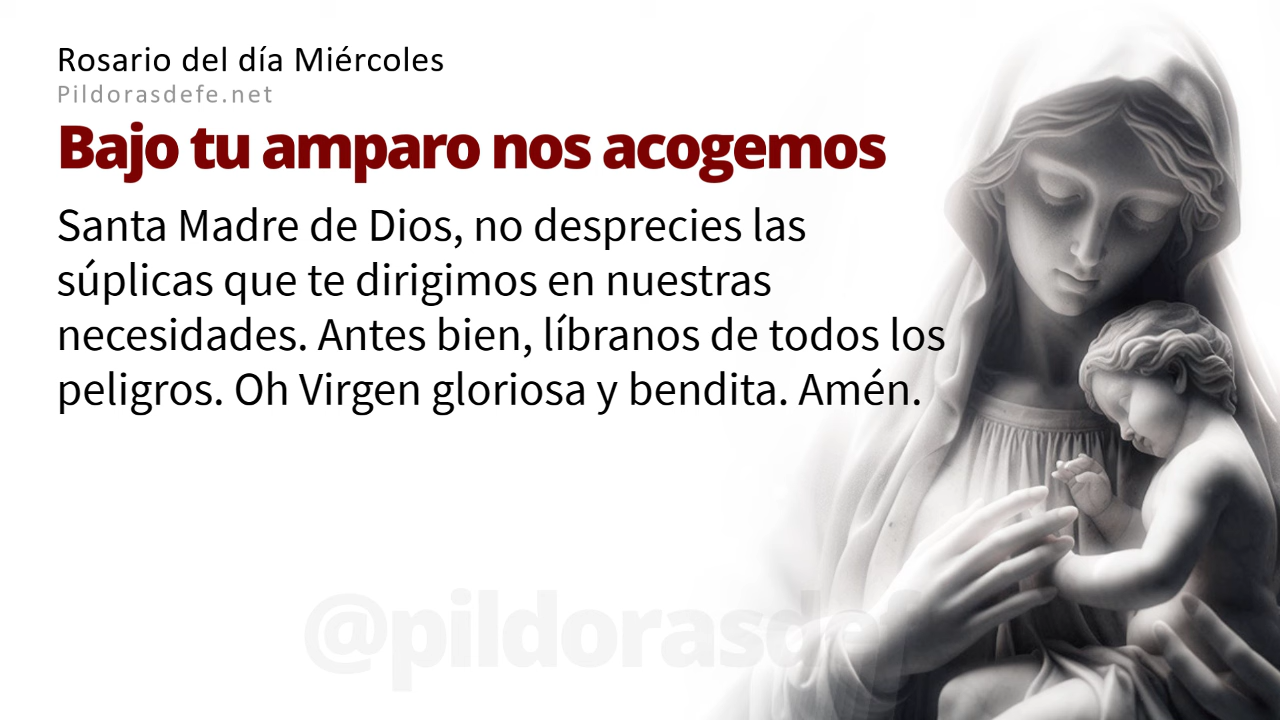 Rosario del día Miércoles
Pildorasdefe.net
Bajo tu amparo nos acogemos
Santa Madre de Dios, no desprecies las
súplicas que te dirigimos en nuestras
necesidades. Antes bien, líbranos de todos los
peligros. Oh Virgen gloriosa y bendita. Amén.
@pildorasdef